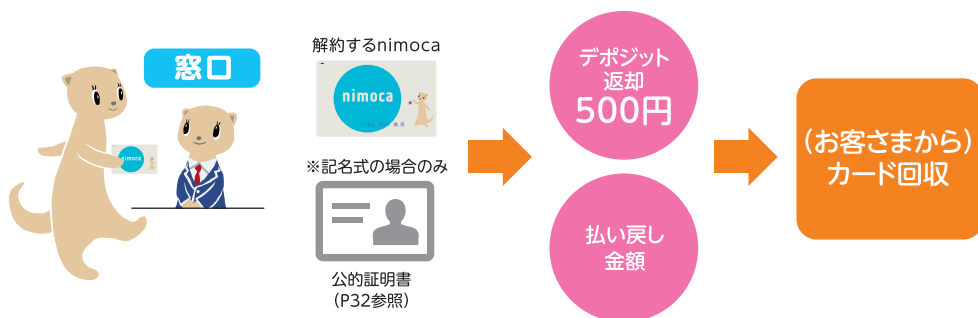 窓口
nimoca
解約するnimoca
nimoca
※記名式の場合のみ
公的証明書
(P32参照)
デポジット
返却
500円
払い戻し
金額
(お客さまから)
カード回収